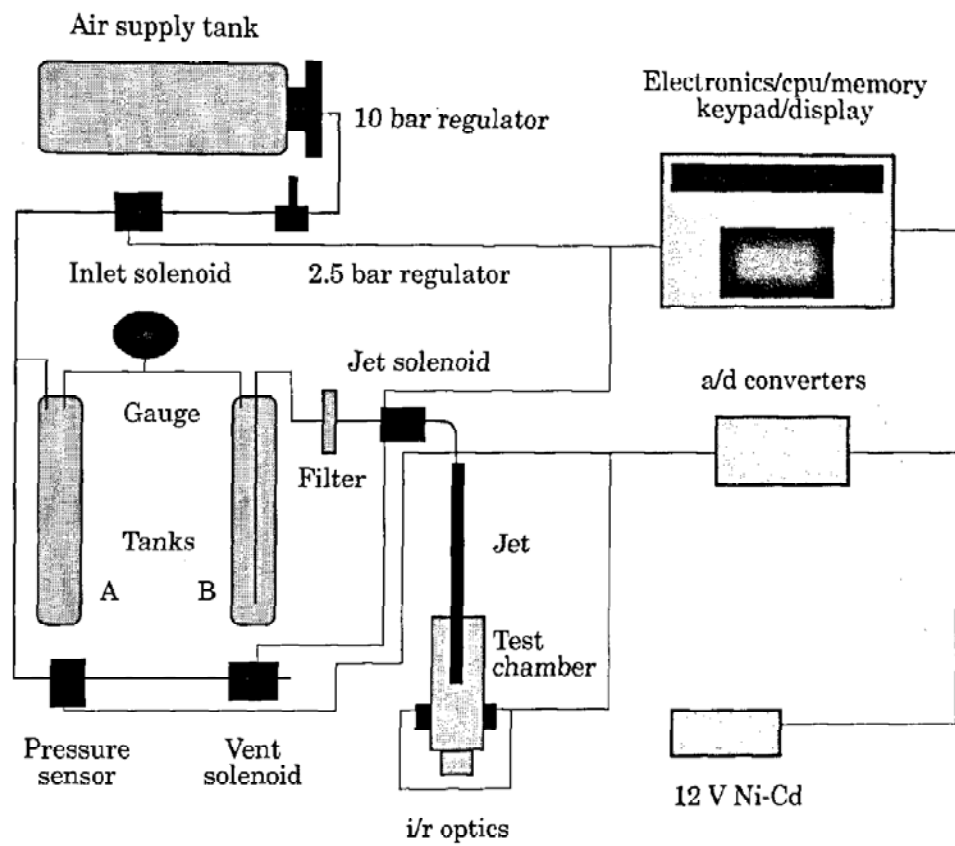 Air supply tank
Electronics/cpu/memory
keypad/display
10 bar regulator
Inlet solenoid
2.5 bar regulator
Jet solenoid
a/d converters
Gauge
Filter
Tanks
Jet
A
B
Test
chamber
Pressure
sensor
Vent
solenoid
12 V Ni-Cd
i/r optics